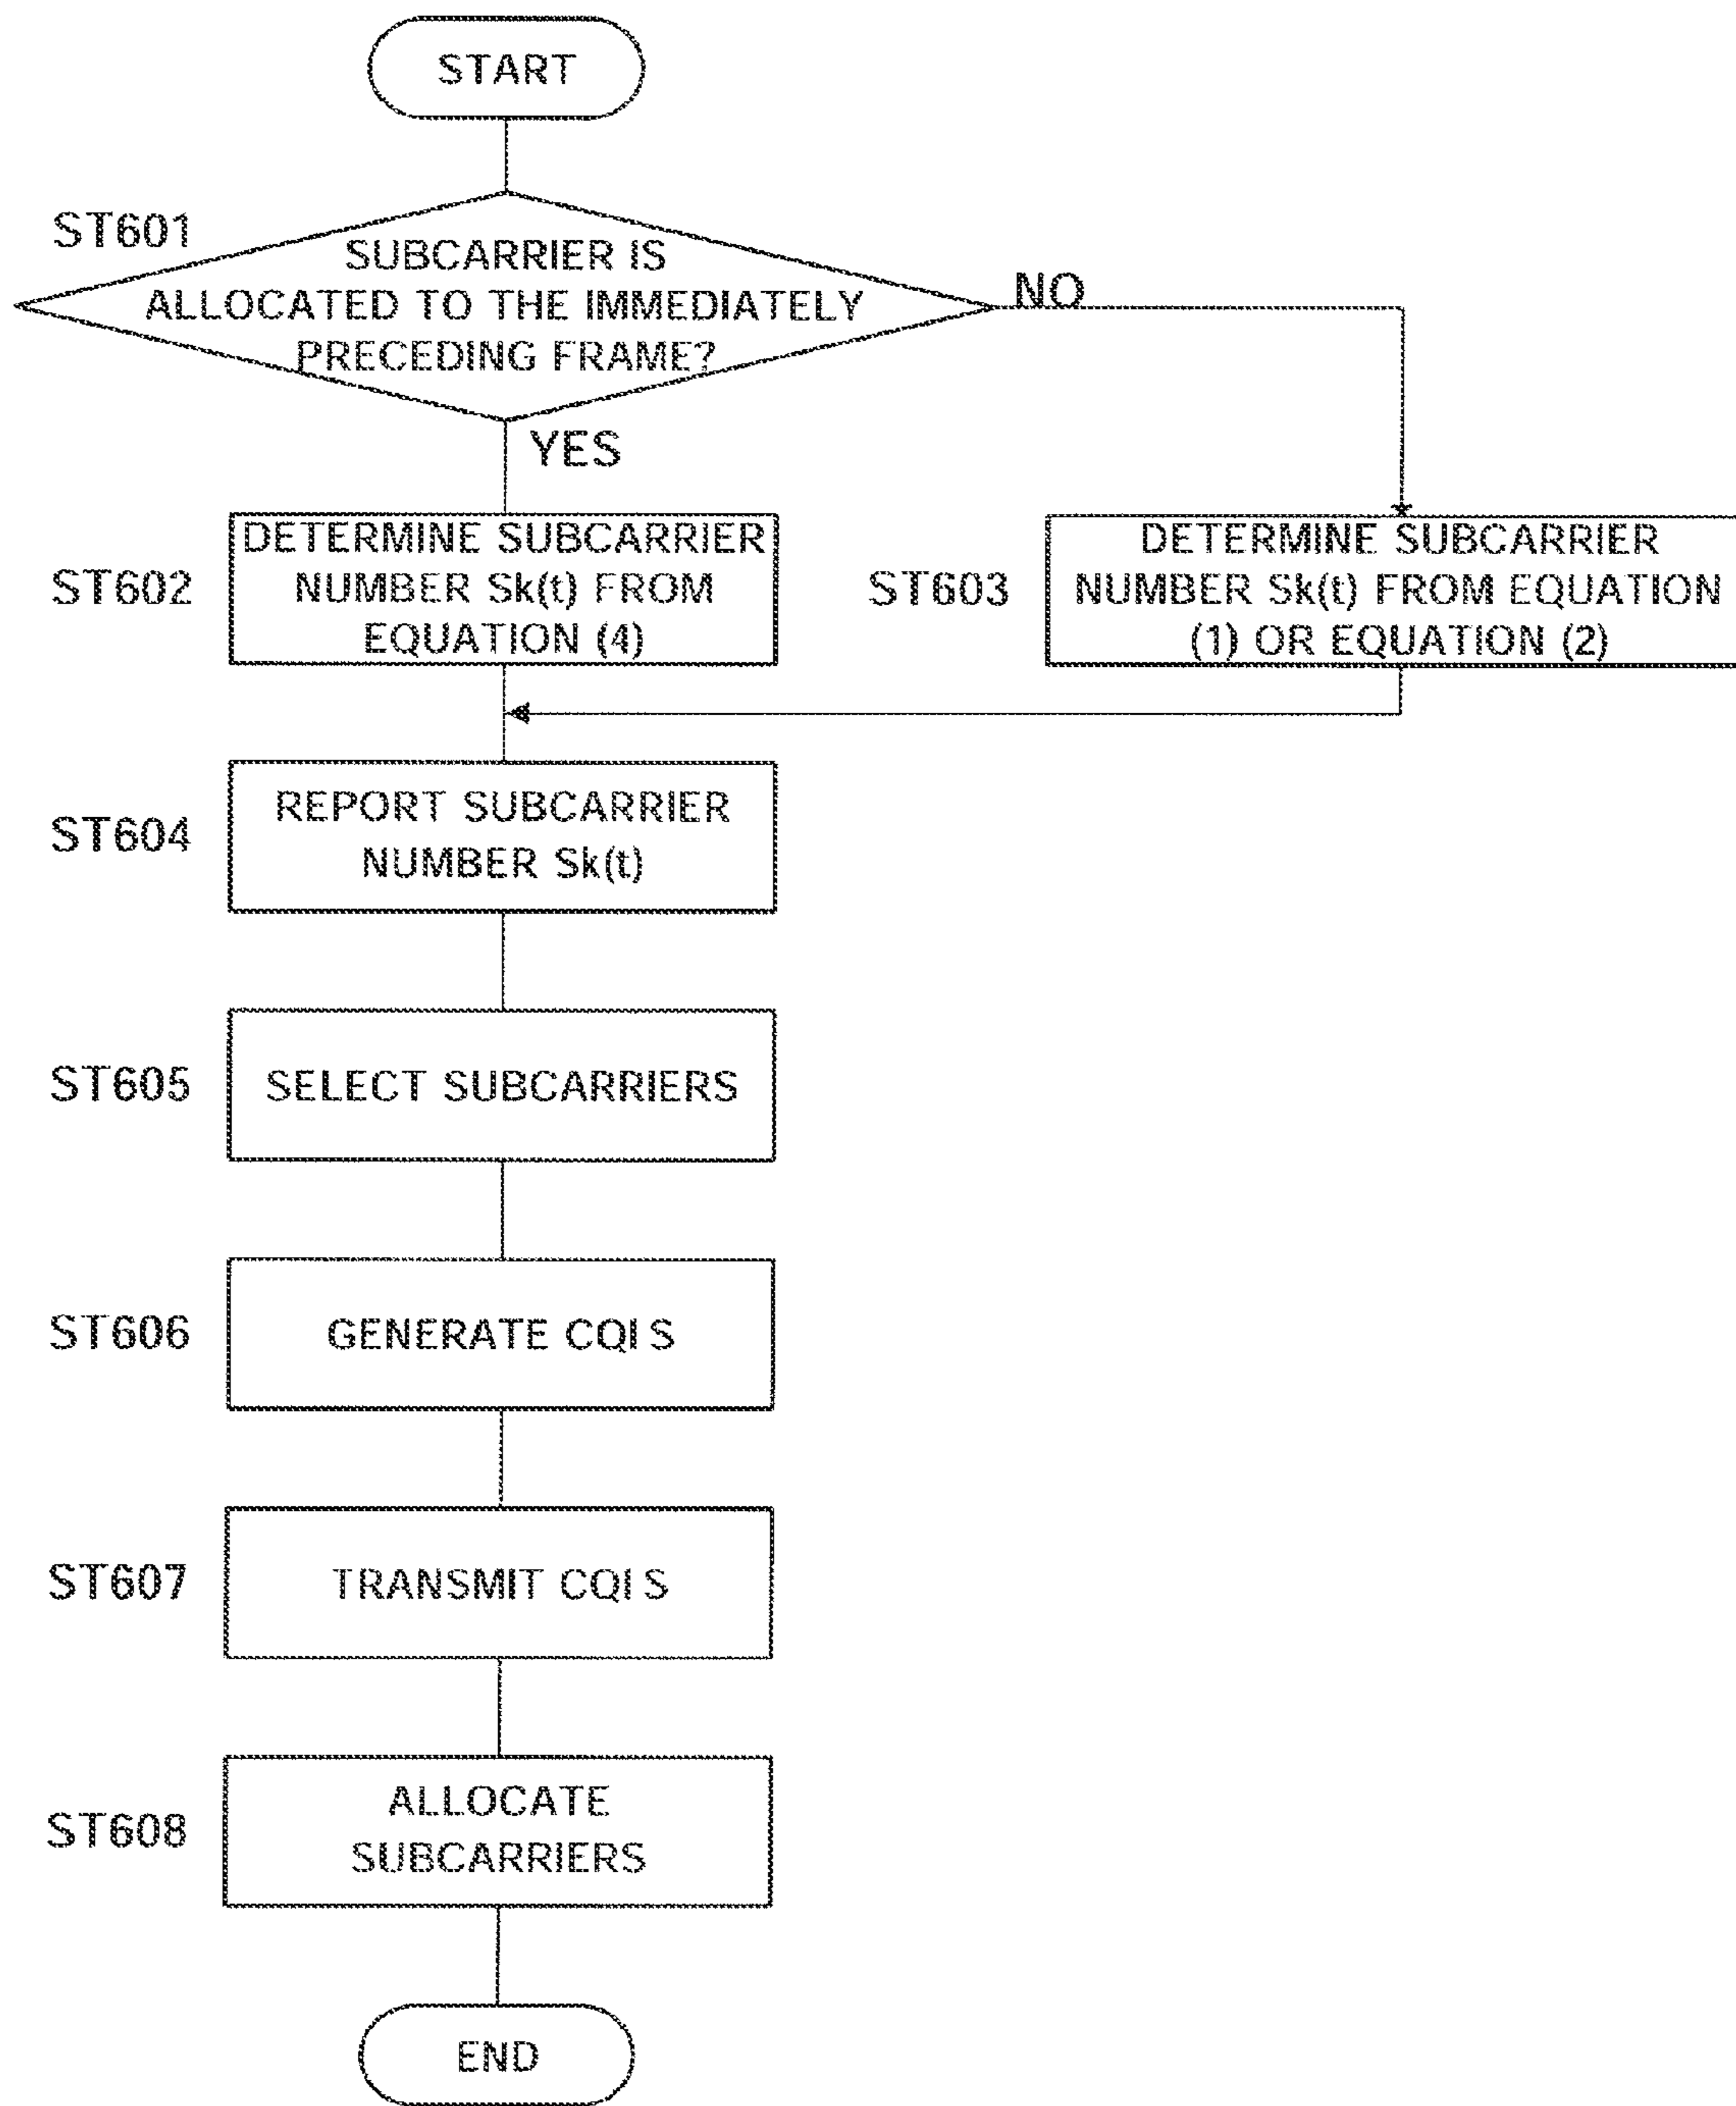 START
ST601
SUBCARRIER IS
ALLOCATED TO THE IMMEDIATELY
PRECEDING FRAME?
NO
YES
ST602
DETERMINE SUBCARRIER
NUMBER Sk(t) FROM
EQUATION (4)
ST603
DETERMINE SUBCARRIER
NUMBER Sk(t) FROM EQUATION
(1) OR EQUATION (2)
ST604
REPORT SUBCARRIER
NUMBER Sk(t)
ST605
SELECT SUBCARRIERS
ST606
GENERATE CQI S
ST607
TRANSMIT CQI S
ST608
ALLOCATE
SUBCARRIERS
END